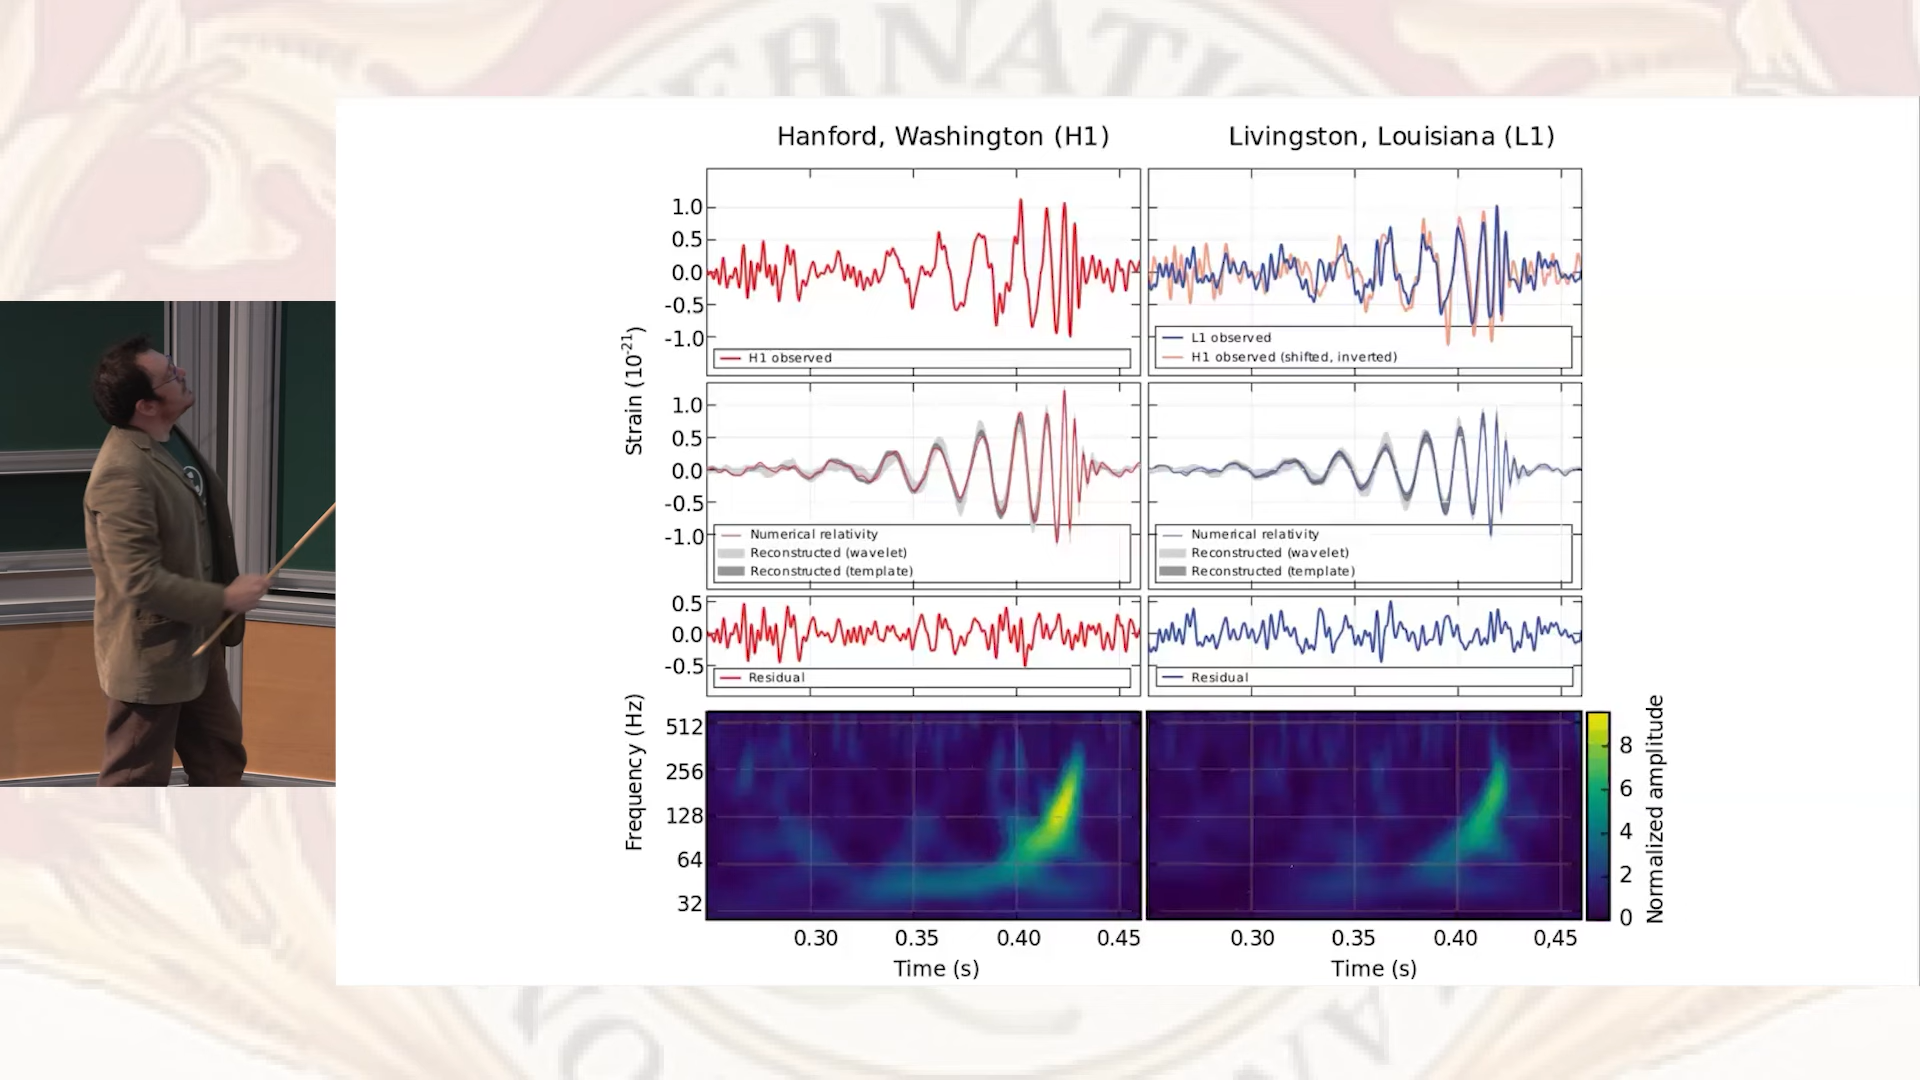 ERNATI
Hanford, Washington (H1)
Livingston, Louisiana (L1)
Strain (10⁻²¹)
1.0
0.5
0.0
-0.5
-1.0
H1 observed
L1 observed
H1 observed (shifted, inverted)
1.0
0.5
0.0
-0.5
-1.0
Numerical relativity
Reconstructed (wavelet)
Reconstructed (template)
Numerical relativity
Reconstructed (wavelet)
Reconstructed (template)
0.5
0.0
-0.5
Residual
Residual
Frequency (Hz)
512
256
128
64
32
8
6
4
2
0
Normalized amplitude
0.30 0.35 0.40 0.45
0.30 0.35 0.40 0,45
Time (s)
Time (s)